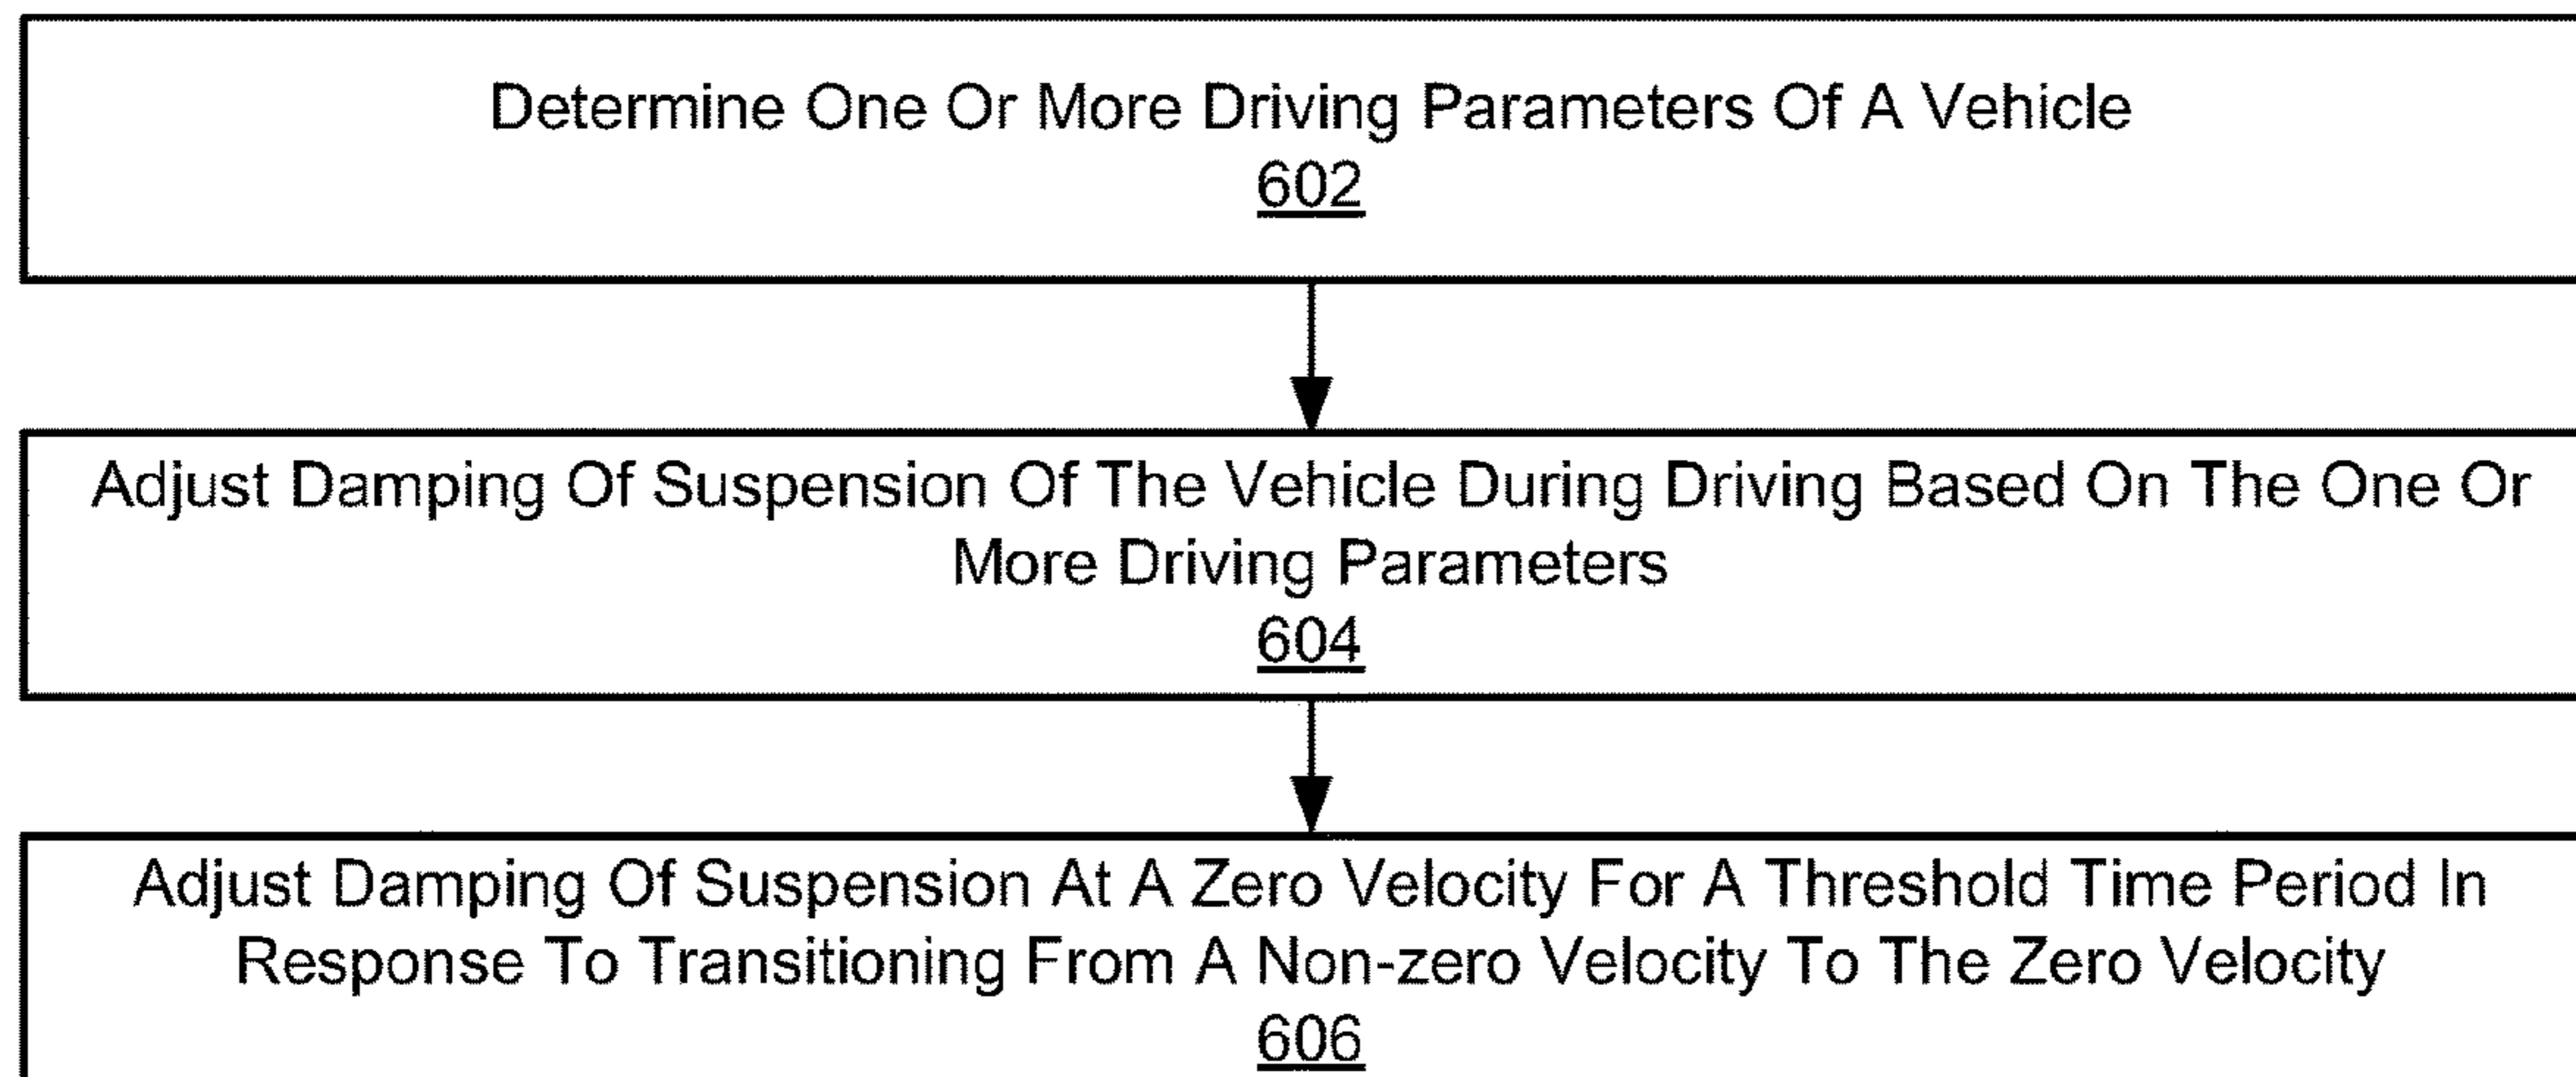 Determine One Or More Driving Parameters Of A Vehicle
602
Adjust Damping Of Suspension Of The Vehicle During Driving Based On The One Or
More Driving Parameters
604
Adjust Damping Of Suspension At A Zero Velocity For A Threshold Time Period In
Response To Transitioning From A Non-zero Velocity To The Zero Velocity
606